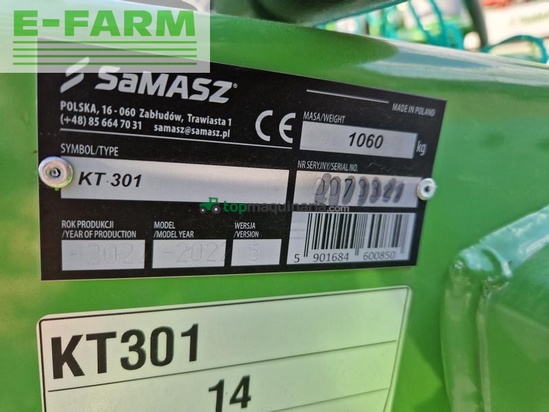 E-FARM
SaMASZ
POLSKA, 16 - 060 Zabłudów, Trawiasta 1
(+48) 85 664 70 31 samasz@samasz.pl
CE
MASA/WEIGHT
MADE IN POLAND
1060 kg
SYMBOL/TYPE
KT 301
NR SERYJNY/SERIAL NO.
topmaquinaria.com
ROK PRODUKCJI
/YEAR OF PRODUCTION
MODEL
/MODEL YEAR
WERSJA
/VERSION
5 901684 600850
KT301
14